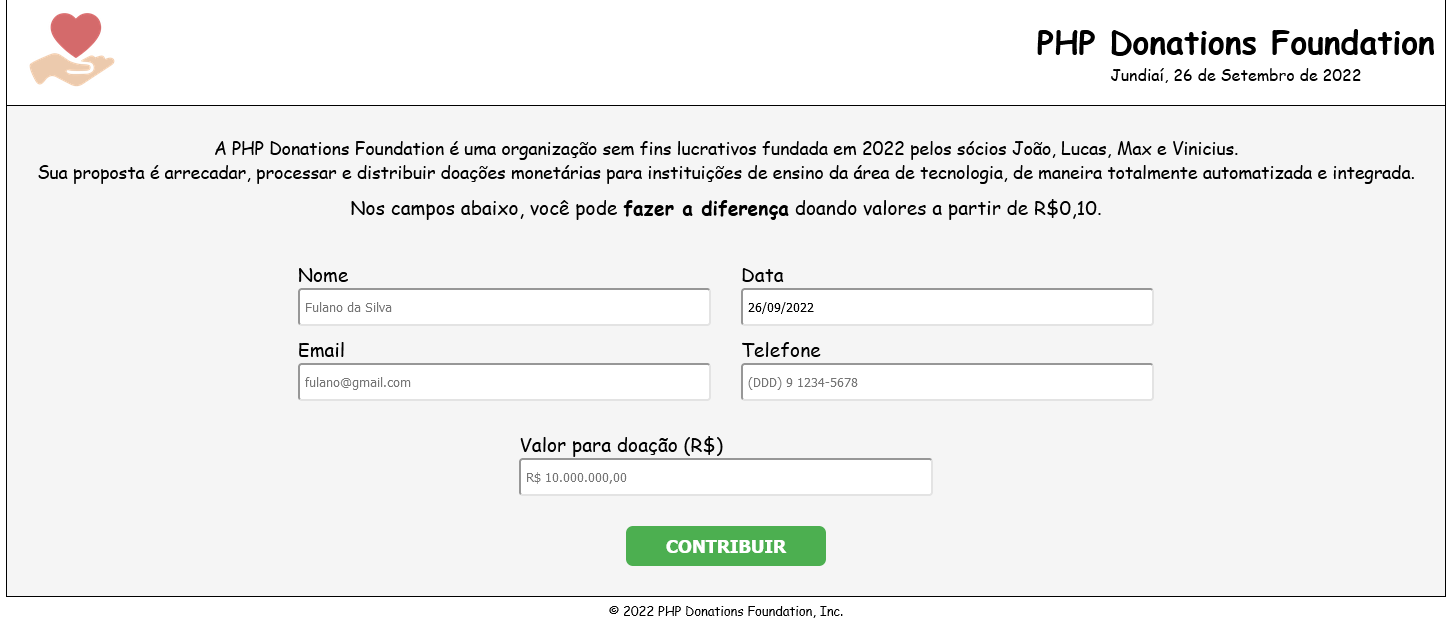 PHP Donations Foundation
Jundiaí, 26 de Setembro de 2022
A PHP Donations Foundation é uma organização sem fins lucrativos fundada em 2022 pelos sócios João, Lucas, Max e Vinicius.
Sua proposta é arrecadar, processar e distribuir doações monetárias para instituições de ensino da área de tecnologia, de maneira totalmente automatizada e integrada.
Nos campos abaixo, você pode fazer a diferença doando valores a partir de R$0,10.
Nome
Data
Fulano da Silva
26/09/2022
Email
Telefone
fulano@gmail.com
(DDD) 9 1234-5678
Valor para doação (R$)
R$ 10.000.000,00
CONTRIBUIR
© 2022 PHP Donations Foundation, Inc.